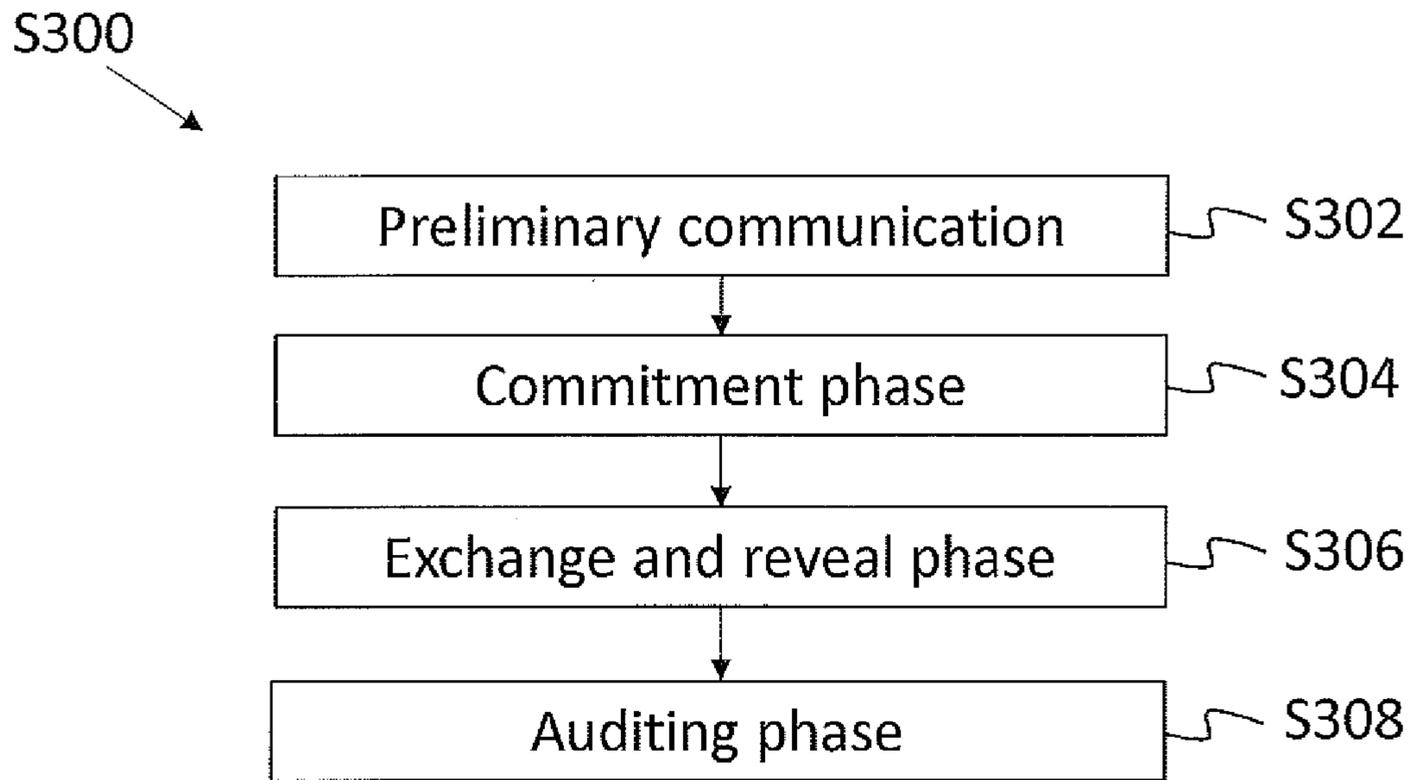 S300
Preliminary communication S302
Commitment phase S304
Exchange and reveal phase S306
Auditing phase S308